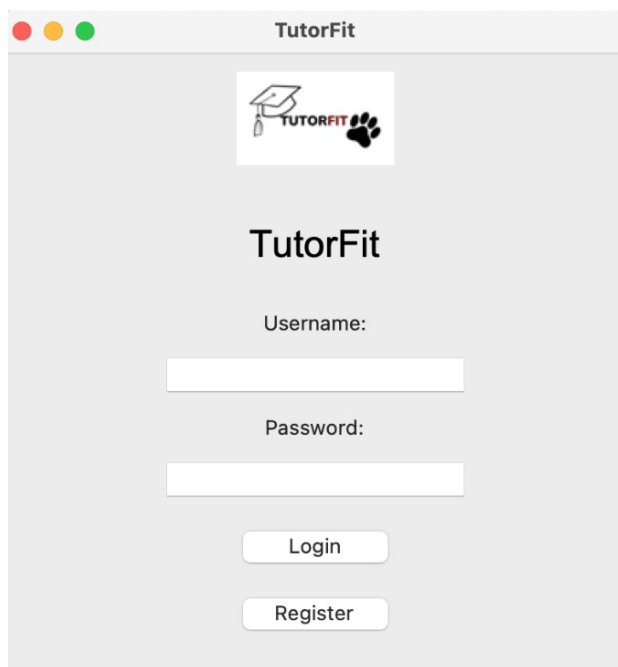 TutorFit
TUTORFIT
TutorFit
Username:
Password:
Login
Register